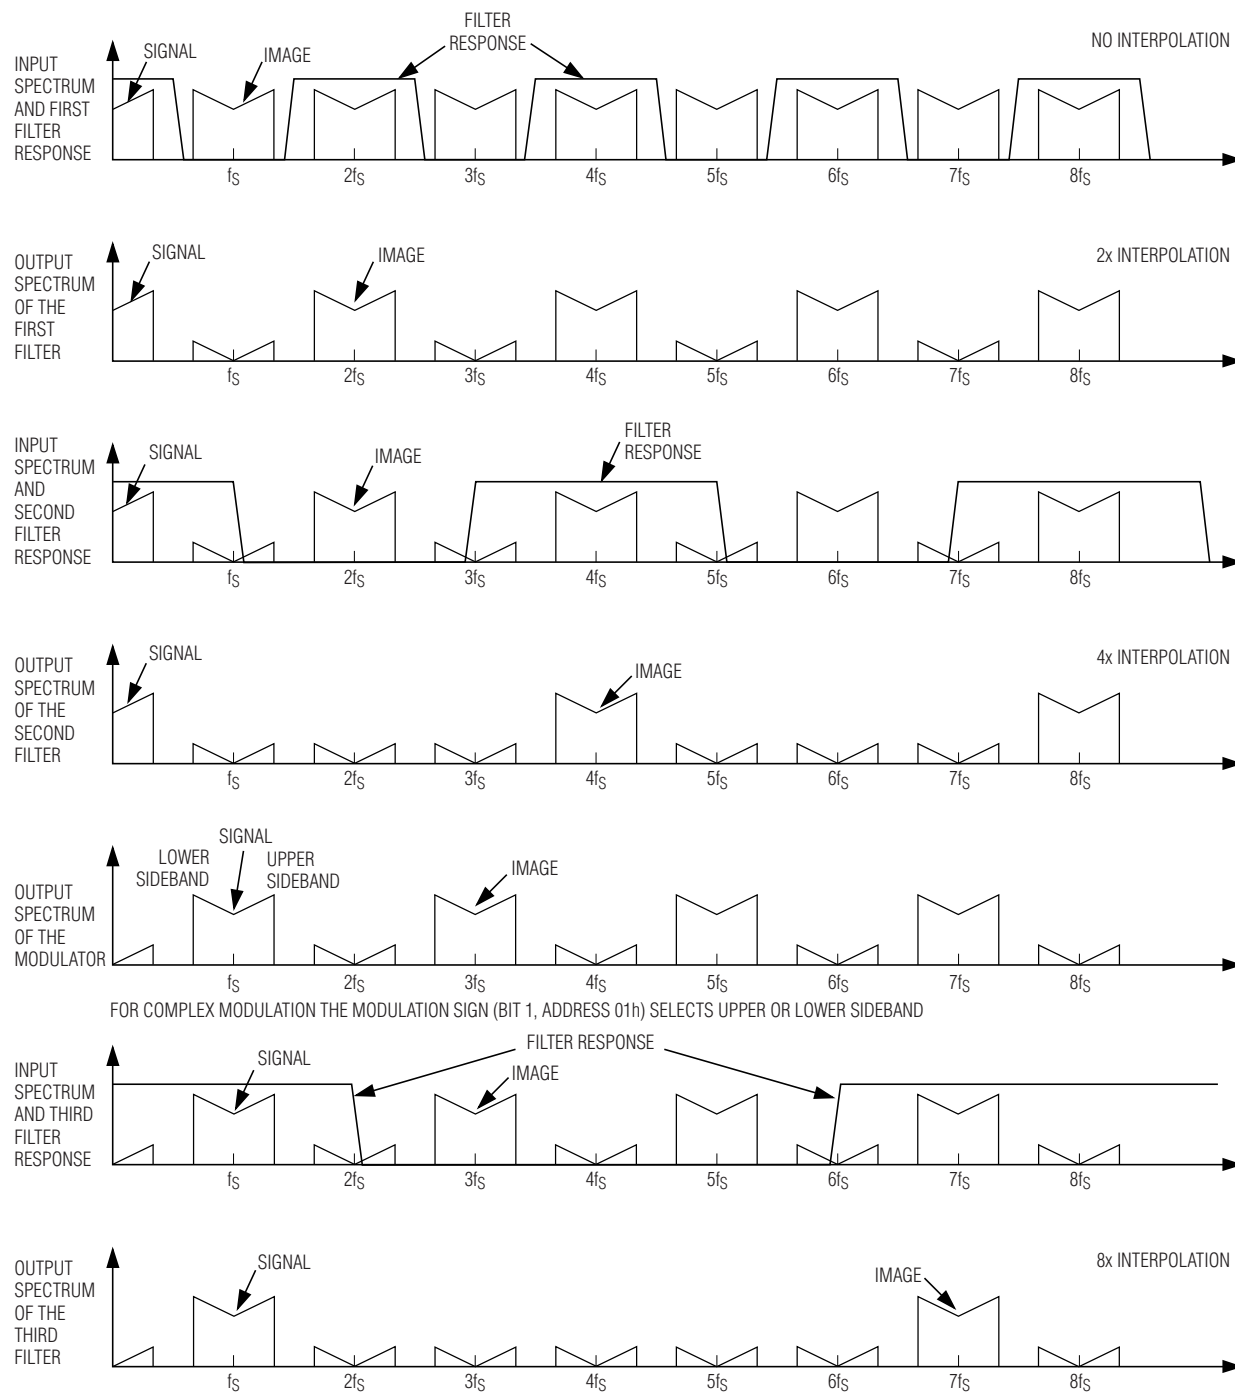 FILTER
RESPONSE
NO INTERPOLATION
SIGNAL
IMAGE
INPUT
SPECTRUM
AND FIRST
FILTER
RESPONSE
fS 2fS 3fS 4fS 5fS 6fS 7fS 8fS
SIGNAL
IMAGE
2x INTERPOLATION
OUTPUT
SPECTRUM
OF THE
FIRST
FILTER
fS 2fS 3fS 4fS 5fS 6fS 7fS 8fS
FILTER
RESPONSE
SIGNAL
IMAGE
INPUT
SPECTRUM
AND
SECOND
FILTER
RESPONSE
fS 2fS 3fS 4fS 5fS 6fS 7fS 8fS
SIGNAL
IMAGE
4x INTERPOLATION
OUTPUT
SPECTRUM
OF THE
SECOND
FILTER
fS 2fS 3fS 4fS 5fS 6fS 7fS 8fS
SIGNAL
LOWER
SIDEBAND
UPPER
SIDEBAND
IMAGE
OUTPUT
SPECTRUM
OF THE
MODULATOR
fS 2fS 3fS 4fS 5fS 6fS 7fS 8fS
FOR COMPLEX MODULATION THE MODULATION SIGN (BIT 1, ADDRESS 01h) SELECTS UPPER OR LOWER SIDEBAND
FILTER RESPONSE
SIGNAL
IMAGE
INPUT
SPECTRUM
AND THIRD
FILTER
RESPONSE
fS 2fS 3fS 4fS 5fS 6fS 7fS 8fS
SIGNAL
IMAGE
8x INTERPOLATION
OUTPUT
SPECTRUM
OF THE
THIRD
FILTER
fS 2fS 3fS 4fS 5fS 6fS 7fS 8fS